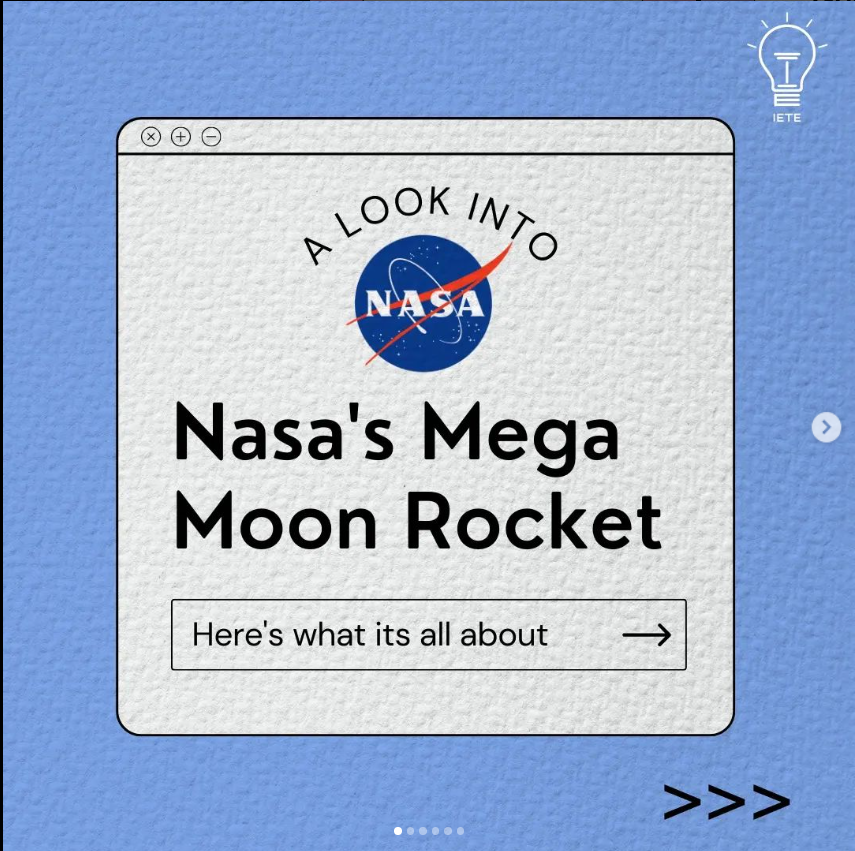 IETE
A LOOK INTO
NASA
Nasa's Mega
Moon Rocket
Here's what its all about
>>>